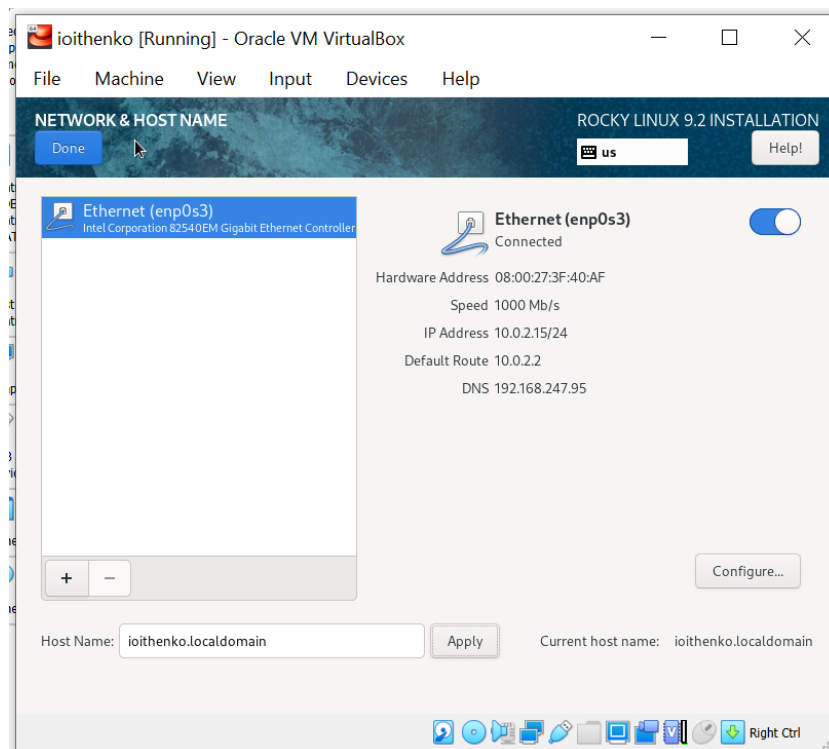 ioithenko [Running] - Oracle VM VirtualBox
File Machine View Input Devices Help
NETWORK & HOST NAME
ROCKY LINUX 9.2 INSTALLATION
Done
us
Help!
Ethernet (enp0s3)
Intel Corporation 82540EM Gigabit Ethernet Controller
Ethernet (enp0s3)
Connected
Hardware Address 08:00:27:3F:40:AF
Speed 1000 Mb/s
IP Address 10.0.2.15/24
Default Route 10.0.2.2
DNS 192.168.247.95
+ −
Configure...
Host Name: ioithenko.localdomain Apply Current host name: ioithenko.localdomain
Right Ctrl